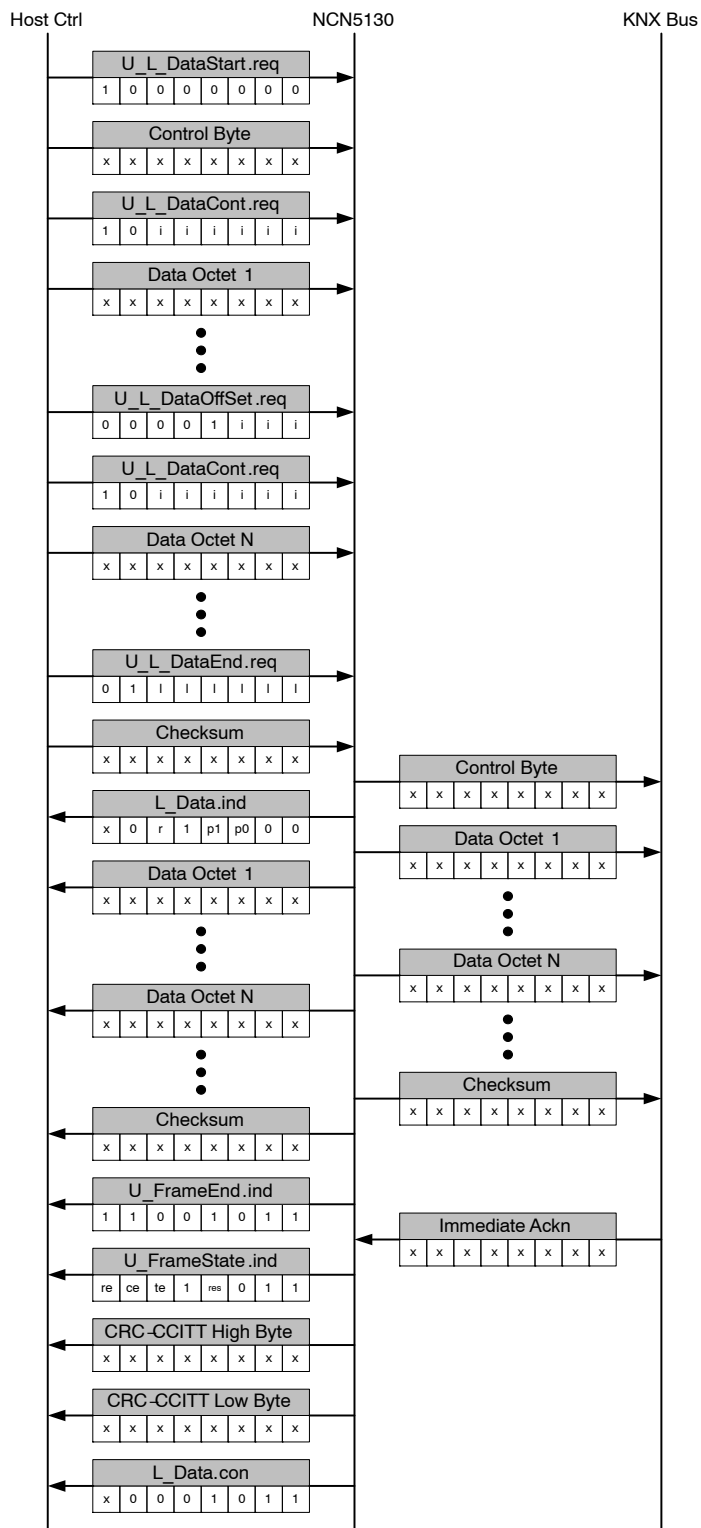 Host Ctrl NCN5130 KNX Bus
U_L_DataStart.req
1 0 0 0 0 0 0 0
Control Byte
x x x x x x x x
U_L_DataCont.req
1 0 i i i i i i
Data Octet 1
x x x x x x x x
U_L_DataOffSet.req
0 0 0 0 1 i i i
U_L_DataCont.req
1 0 i i i i i i
Data Octet N
x x x x x x x x
U_L_DataEnd.req
0 1 l l l l l l
Checksum
x x x x x x x x
Control Byte
x x x x x x x x
L_Data.ind
x 0 r 1 p1 p0 0 0
Data Octet 1
x x x x x x x x
Data Octet 1
x x x x x x x x
Data Octet N
x x x x x x x x
Data Octet N
x x x x x x x x
Checksum
x x x x x x x x
Checksum
x x x x x x x x
U_FrameEnd.ind
1 1 0 0 1 0 1 1
Immediate Ackn
x x x x x x x x
U_FrameState.ind
re ce te 1 res 0 1 1
CRC-CCITT High Byte
x x x x x x x x
CRC-CCITT Low Byte
x x x x x x x x
L_Data.con
x 0 0 0 1 0 1 1